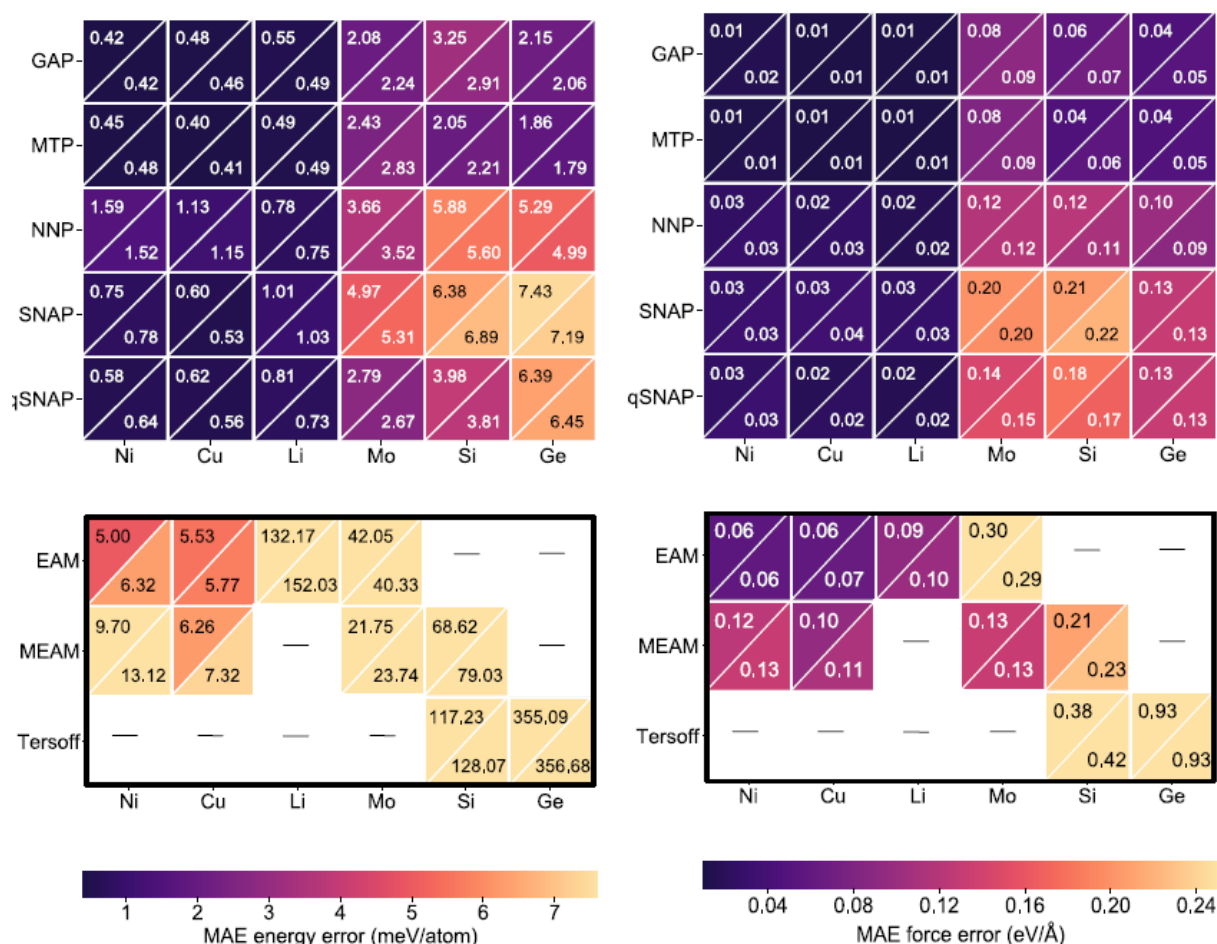 GAP
0.42 0.48 0.55 2.08 3.25 2.15
0.42 0.46 0.49 2.24 2.91 2.06
MTP
0.45 0.40 0.49 2.43 2.05 1.86
0.48 0.41 0.49 2.83 2.21 1.79
NNP
1.59 1.13 0.78 3.66 5.88 5.29
1.52 1.15 0.75 3.52 5.60 4.99
SNAP
0.75 0.60 1.01 4.97 6.38 7.43
0.78 0.53 1.03 5.31 6.89 7.19
qSNAP
0.58 0.62 0.81 2.79 3.98 6.39
0.64 0.56 0.73 2.67 3.81 6.45
Ni Cu Li Mo Si Ge
GAP
0.01 0.01 0.01 0.08 0.06 0.04
0.02 0.01 0.01 0.09 0.07 0.05
MTP
0.01 0.01 0.01 0.08 0.04 0.04
0.01 0.01 0.01 0.09 0.06 0.05
NNP
0.03 0.02 0.02 0.12 0.12 0.10
0.03 0.03 0.02 0.12 0.11 0.09
SNAP
0.03 0.03 0.03 0.20 0.21 0.13
0.03 0.04 0.03 0.20 0.22 0.13
qSNAP
0.03 0.02 0.02 0.14 0.18 0.13
0.03 0.02 0.02 0.15 0.17 0.13
Ni Cu Li Mo Si Ge
EAM
5.00 5.53 132.17 42.05 — —
6.32 5.77 152.03 40.33
MEAM
9.70 6.26 — 21.75 68.62 —
13.12 7.32 23.74 79.03
Tersoff
— — — — 117,23 355,09
128,07 356,68
Ni Cu Li Mo Si Ge
EAM
0.06 0.06 0.09 0.30 — —
0.06 0.07 0.10 0.29
MEAM
0.12 0.10 — 0.13 0.21 —
0.13 0.11 0.13 0.23
Tersoff
— — — — 0,38 0,93
0,42 0,93
Ni Cu Li Mo Si Ge
1 2 3 4 5 6 7
MAE energy error (meV/atom)
0,04 0,08 0,12 0,16 0,20 0,24
MAE force error (eV/Å)